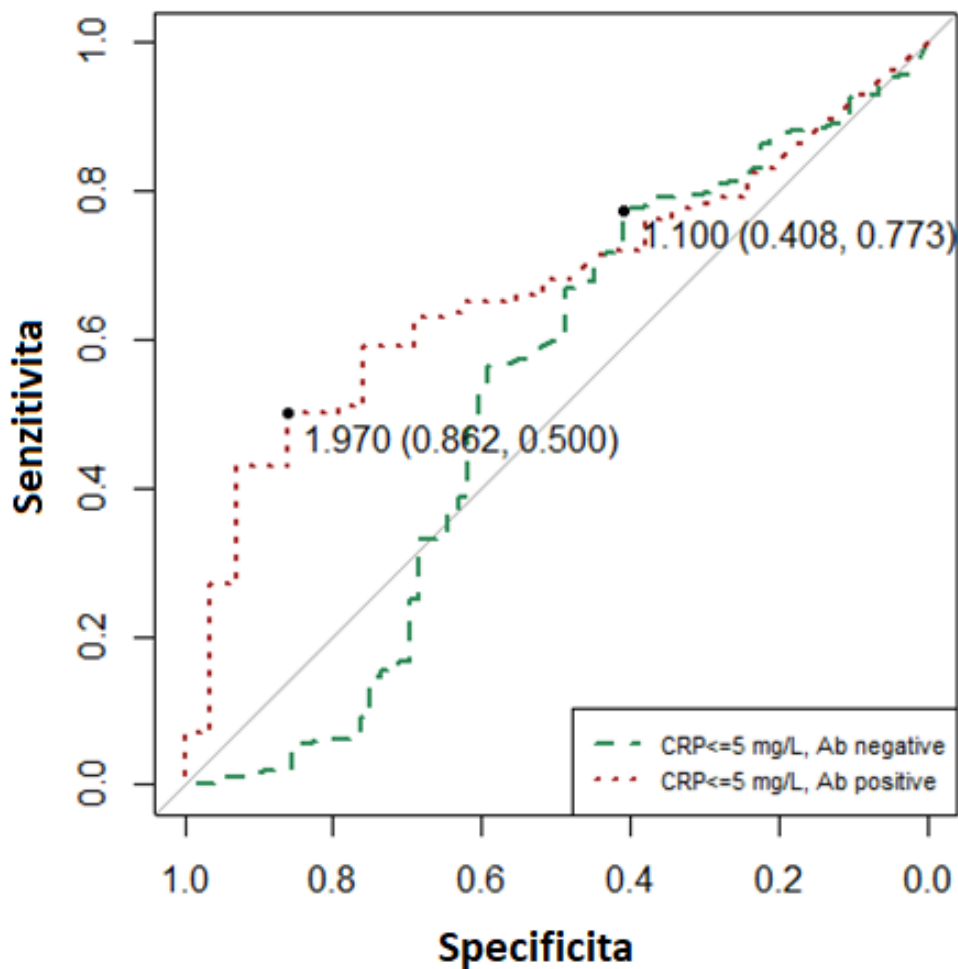 Senzitivita
1.0
0.8
0.6
0.4
0.2
0.0
1.100 (0.408, 0.773)
1.970 (0.862, 0.500)
CRP<=5 mg/L, Ab negative
CRP<=5 mg/L, Ab positive
1.0 0.8 0.6 0.4 0.2 0.0
Specificita